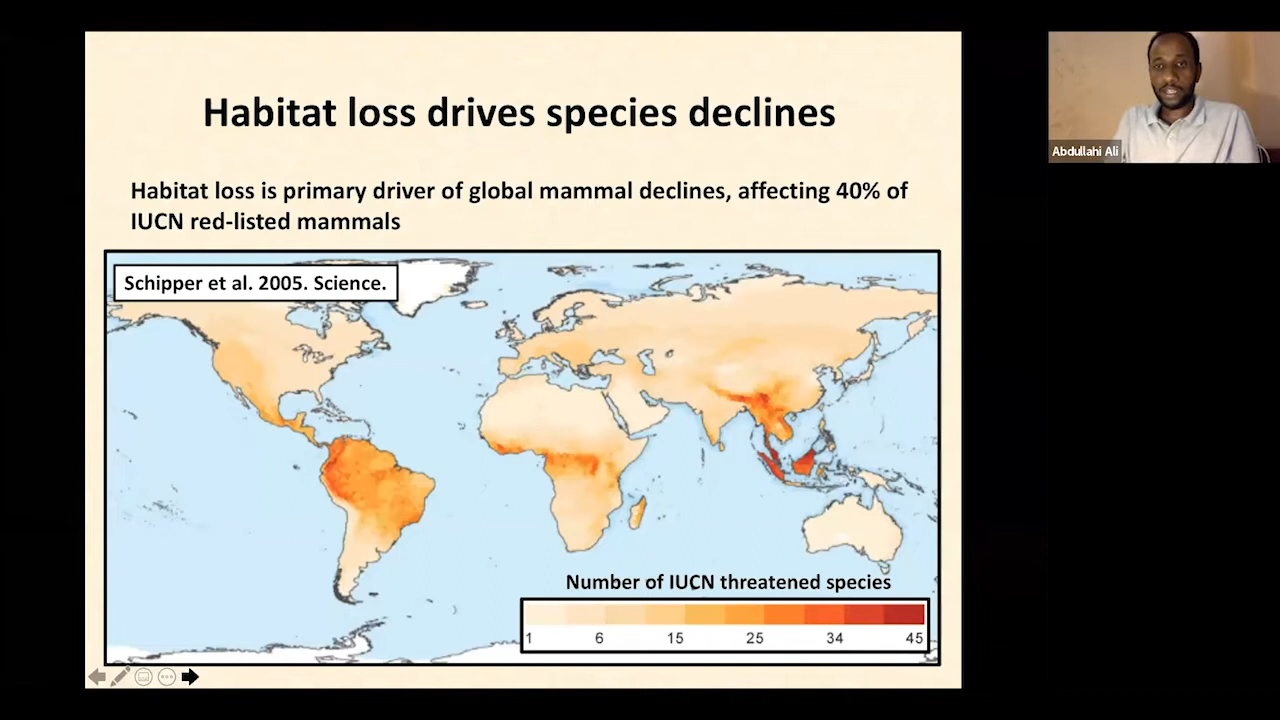 Habitat loss drives species declines
Habitat loss is primary driver of global mammal declines, affecting 40% of
IUCN red-listed mammals
Schipper et al. 2005. Science.
Number of IUCN threatened species
1 6 15 25 34 45
Abdullahi Ali